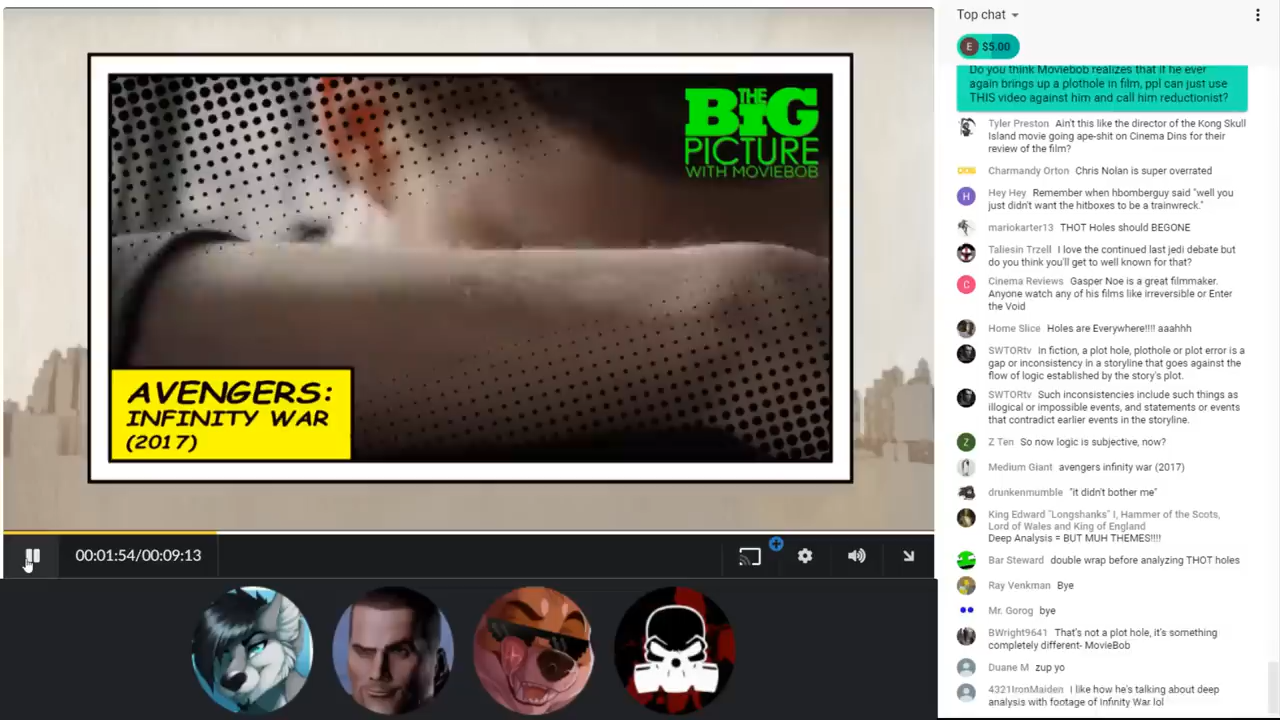 THE
BiG
PICTURE
WITH MOVIEBOB
AVENGERS:
INFINITY WAR
(2017)
00:01:54/00:09:13
Top chat
E $5.00
Do you think Moviebob realizes that if he ever
again brings up a plothole in film, ppl can just use
THIS video against him and call him reductionist?
Tyler Preston Ain't this like the director of the Kong Skull
Island movie going ape-shit on Cinema Dins for their
review of the film?
Charmandy Orton Chris Nolan is super overrated
H
Hey Hey Remember when hbomberguy said "well you
just didn't want the hitboxes to be a trainwreck."
mariokarter13 THOT Holes should BEGONE
Taliesin Trzell I love the continued last jedi debate but
do you think you'll get to well known for that?
C
Cinema Reviews Gasper Noe is a great filmmaker.
Anyone watch any of his films like irreversible or Enter
the Void
Home Slice Holes are Everywhere!!!! aaahhh
SWTORtv In fiction, a plot hole, plothole or plot error is a
gap or inconsistency in a storyline that goes against the
flow of logic established by the story's plot.
SWTORtv Such inconsistencies include such things as
illogical or impossible events, and statements or events
that contradict earlier events in the storyline.
Z
Z Ten So now logic is subjective, now?
Medium Giant avengers infinity war (2017)
drunkenmumble "it didn't bother me"
King Edward "Longshanks" I, Hammer of the Scots,
Lord of Wales and King of England
Deep Analysis = BUT MUH THEMES!!!!
Bar Steward double wrap before analyzing THOT holes
Ray Venkman Bye
Mr. Gorog bye
BWright9641 That's not a plot hole, it's something
completely different- MovieBob
Duane M zup yo
4321IronMaiden I like how he's talking about deep
analysis with footage of Infinity War lol